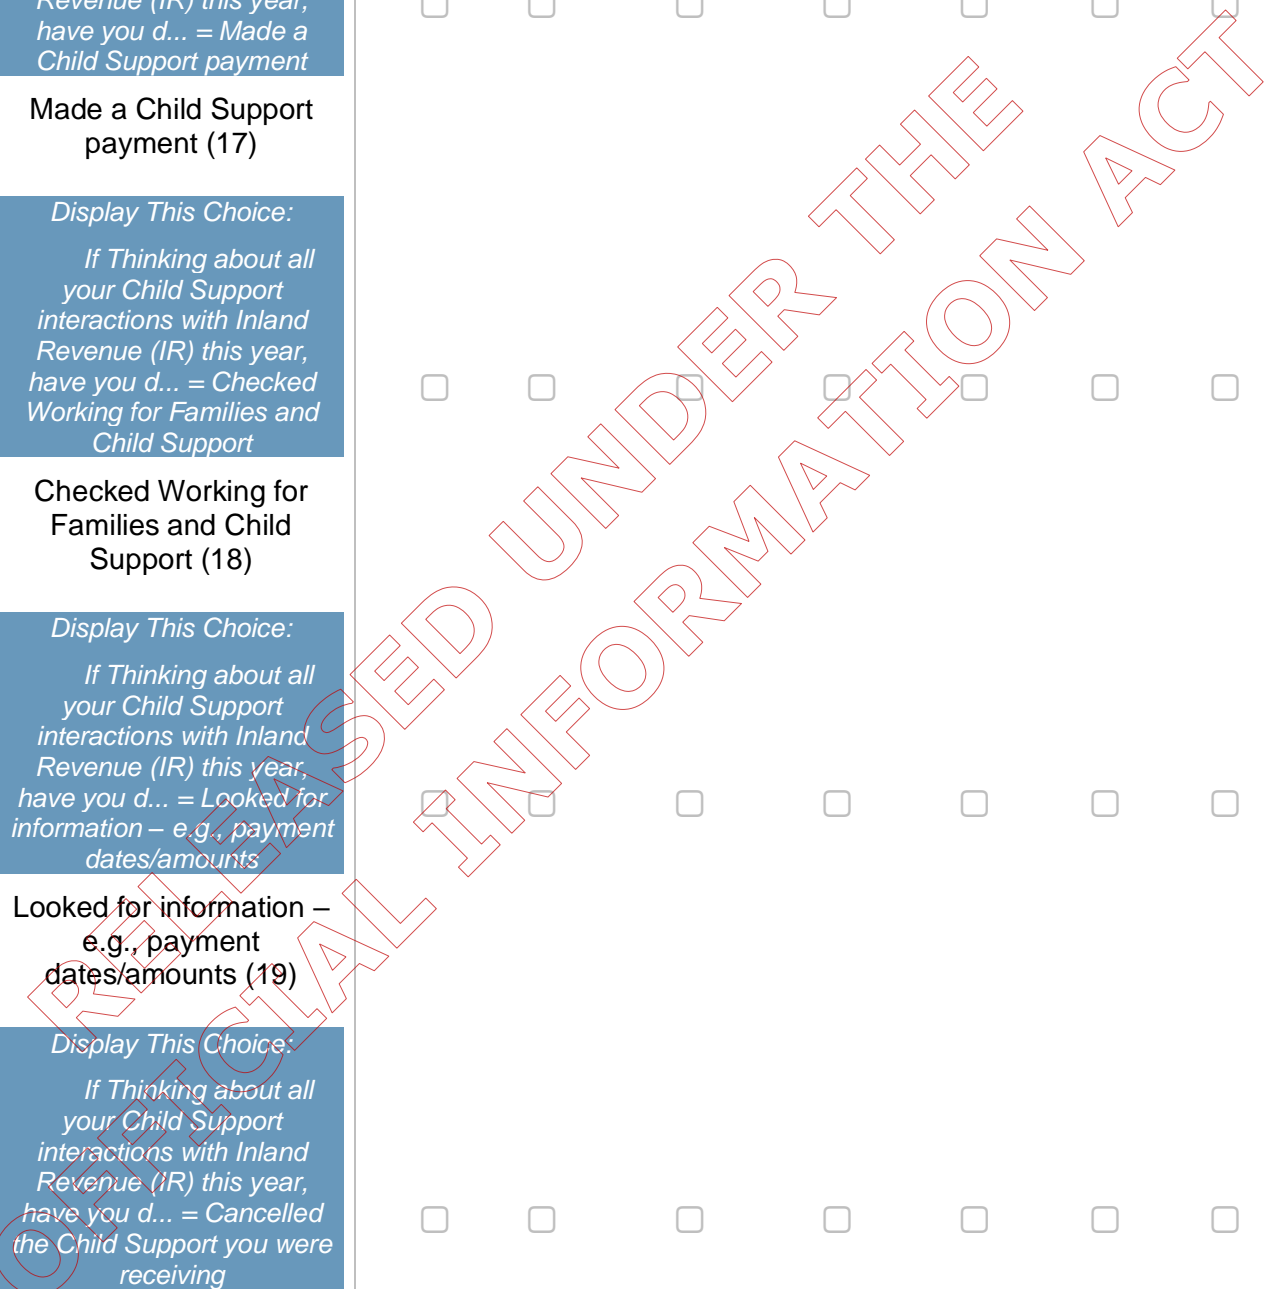 Revenue (IR) this year,
have you d... = Made a
Child Support payment
Made a Child Support
payment (17)
Display This Choice:
If Thinking about all
your Child Support
interactions with Inland
Revenue (IR) this year,
have you d... = Checked
Working for Families and
Child Support
Checked Working for
Families and Child
Support (18)
Display This Choice:
If Thinking about all
your Child Support
interactions with Inland
Revenue (IR) this year,
have you d... = Looked for
information – e.g., payment
dates/amounts
Looked for information –
e.g., payment
dates/amounts (19)
Display This Choice:
If Thinking about all
your Child Support
interactions with Inland
Revenue (IR) this year,
have you d... = Cancelled
the Child Support you were
receiving
RELEASED UNDER THE
OFFICIAL INFORMATION ACT